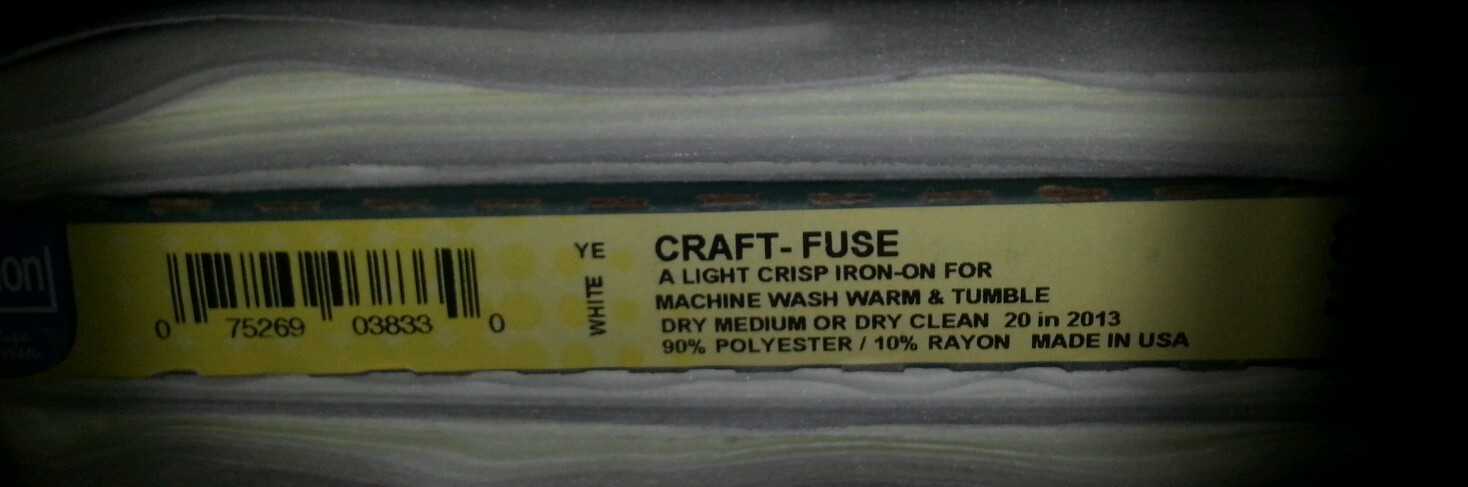 on
0 75269 03833 0
YE
WHITE
CRAFT- FUSE
A LIGHT CRISP IRON-ON FOR
MACHINE WASH WARM & TUMBLE
DRY MEDIUM OR DRY CLEAN 20 in 2013
90% POLYESTER / 10% RAYON MADE IN USA